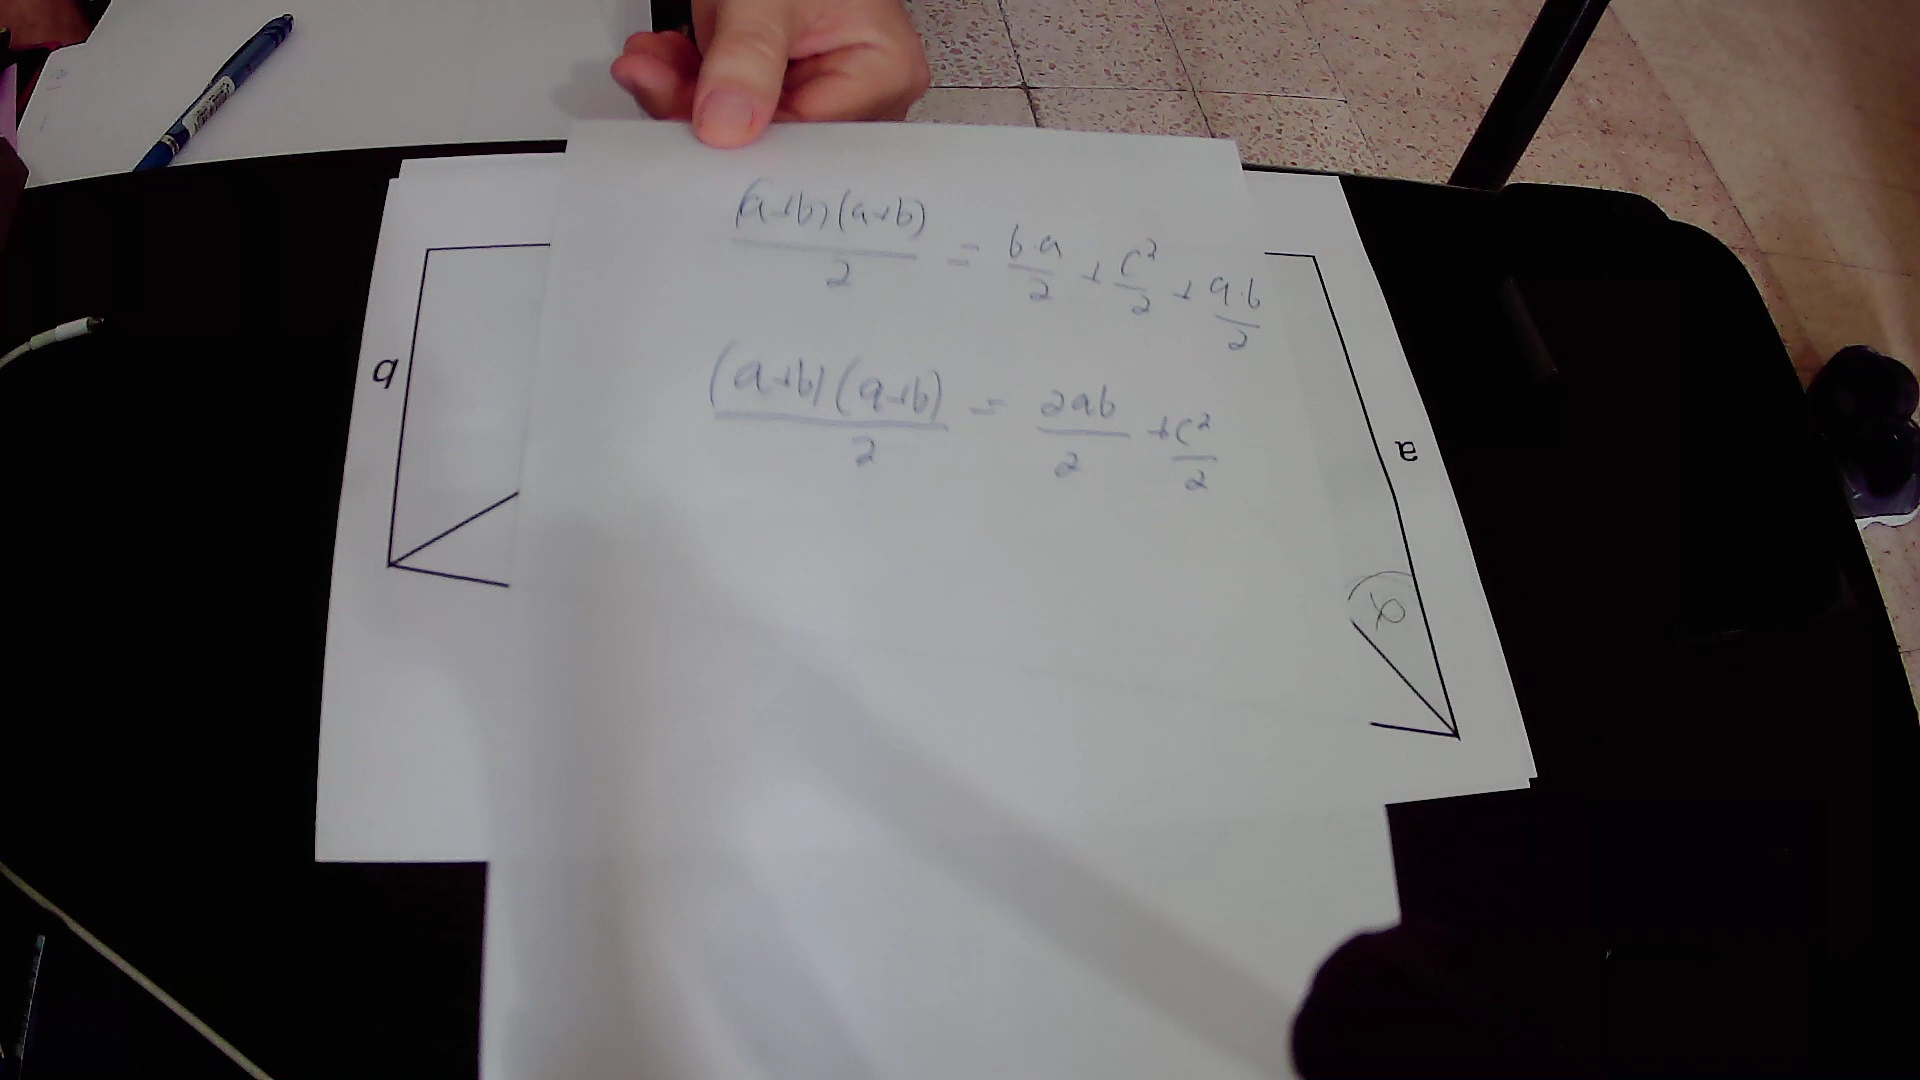 (a+b)(a+b)/2 = b·a/2 + c²/2 + a·b/2
(a+b)(a+b)/2 = 2ab/2 + c²/2
b
a
α